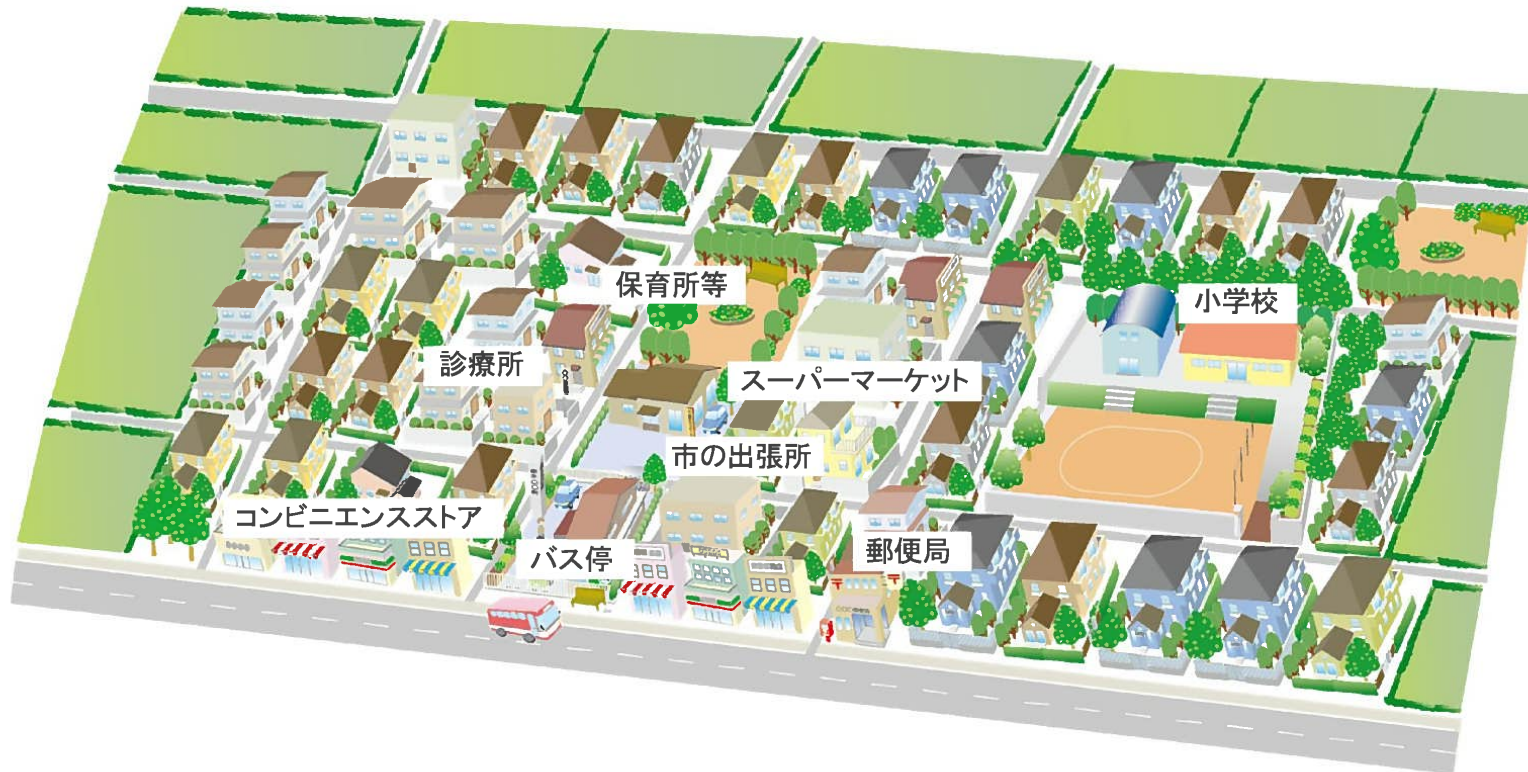 保育所等
小学校
診療所
スーパーマーケット
市の出張所
コンビニエンスストア
バス停
郵便局